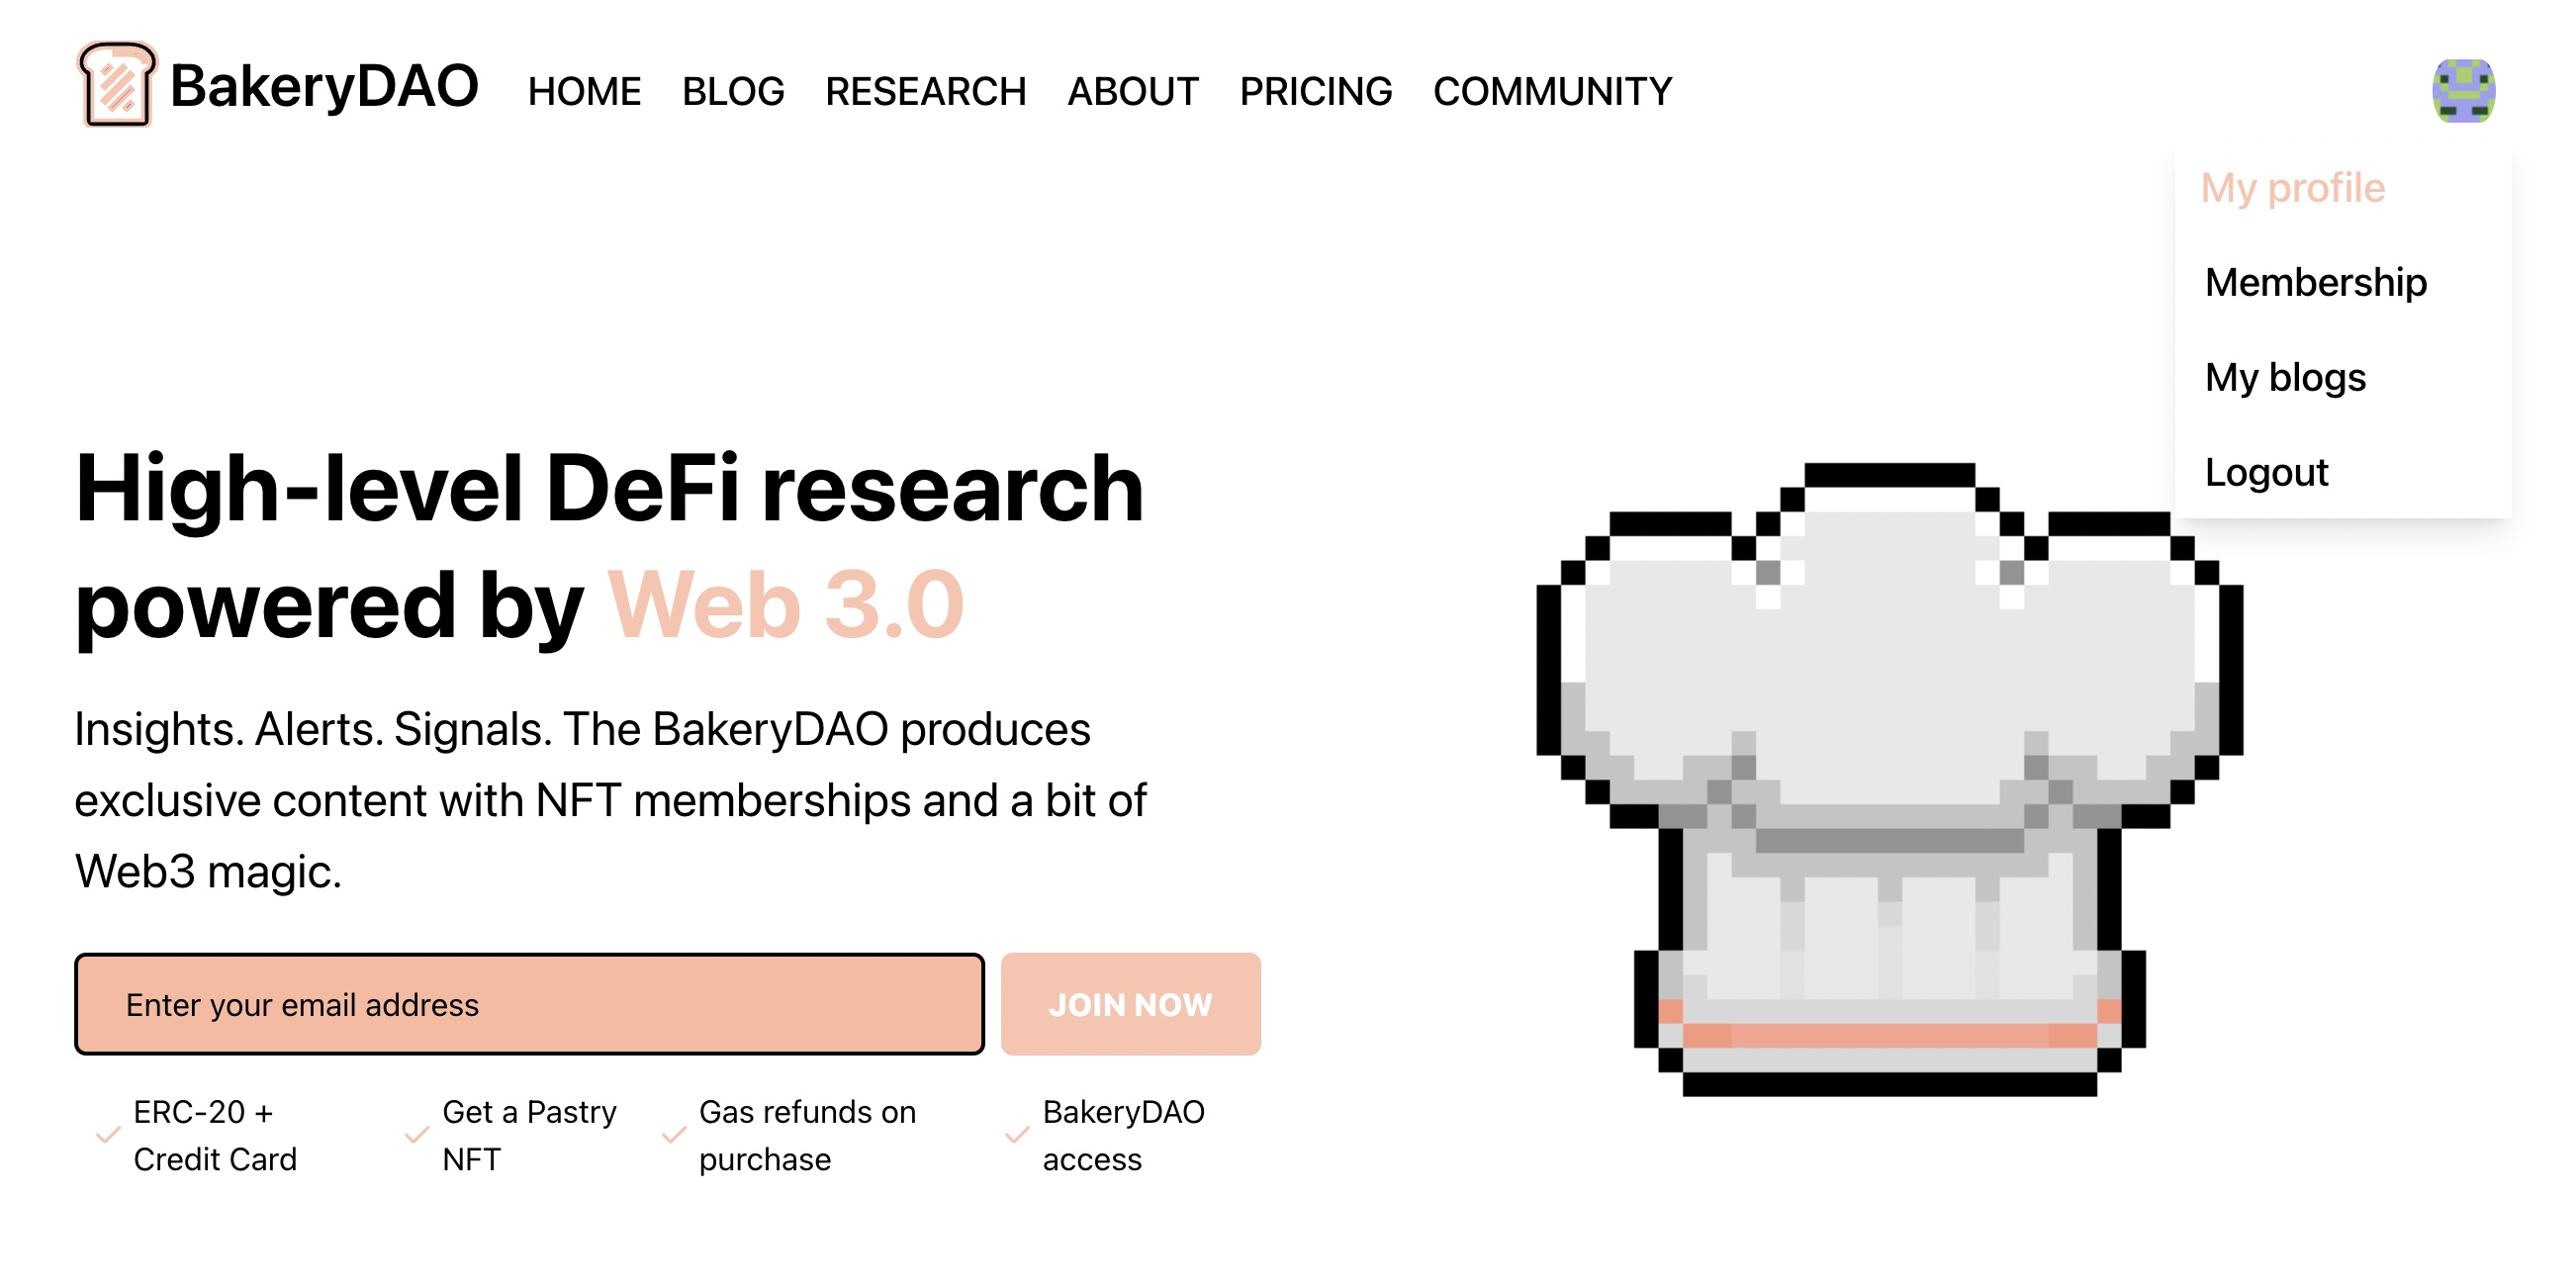 BakeryDAO
HOME BLOG RESEARCH ABOUT PRICING COMMUNITY
My profile
Membership
My blogs
Logout
High-level DeFi research
powered by Web 3.0
Insights. Alerts. Signals. The BakeryDAO produces
exclusive content with NFT memberships and a bit of
Web3 magic.
Enter your email address
JOIN NOW
ERC-20 +
Credit Card
Get a Pastry
NFT
Gas refunds on
purchase
BakeryDAO
access